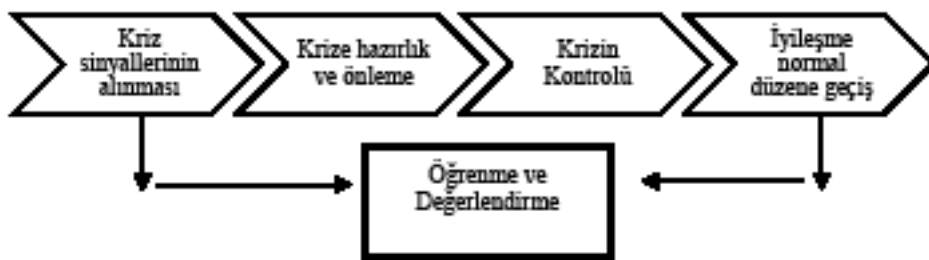 Kriz
sinyallerinin
alınması
Krize hazırlık
ve önleme
Krizin
Kontrolü
İyileşme
normal
düzene geçiş
Öğrenme ve
Değerlendirme